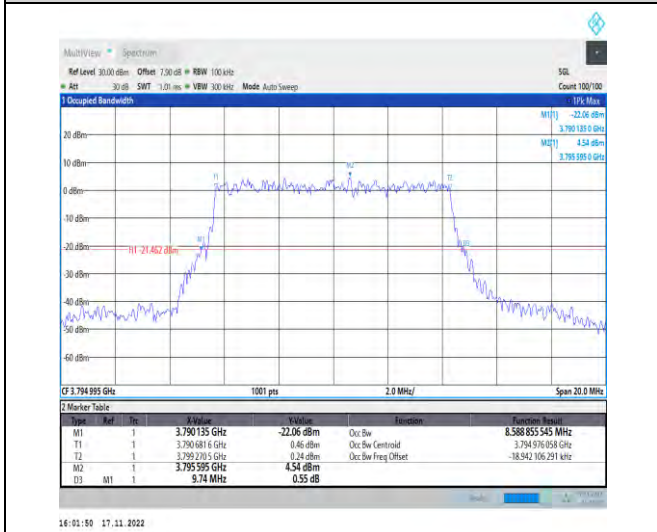 MultiView Spectrum
Ref Level 30.00 dBm Offset 7.50 dB RBW 100 kHz SGL
Att 30 dB SWT 1.01 ms VBW 300 kHz Mode Auto Sweep Count 100/100
1 Occupied Bandwidth 1Pk Max
M1[1] -22.06 dBm
3.790 135 0 GHz
20 dBm M2[1] 4.54 dBm
3.795 595 0 GHz
10 dBm
M2
T1 T2
0 dBm
-10 dBm
M1
-20 dBm H1 -21.462 dBm
-30 dBm
-40 dBm
-50 dBm
-60 dBm
CF 3.794 995 GHz 1001 pts 2.0 MHz/ Span 20.0 MHz
2 Marker Table
Type Ref Trc X-Value Y-Value Function Function Result
M1 1 3.790 135 GHz -22.06 dBm Occ Bw 8.588 855 545 MHz
T1 1 3.790 681 6 GHz 0.46 dBm Occ Bw Centroid 3.794 976 058 GHz
T2 1 3.799 270 5 GHz 0.24 dBm Occ Bw Freq Offset -18.942 106 291 kHz
M2 1 3.795 595 GHz 4.54 dBm
D3 M1 1 9.74 MHz 0.55 dB
16:01:50 17.11.2022